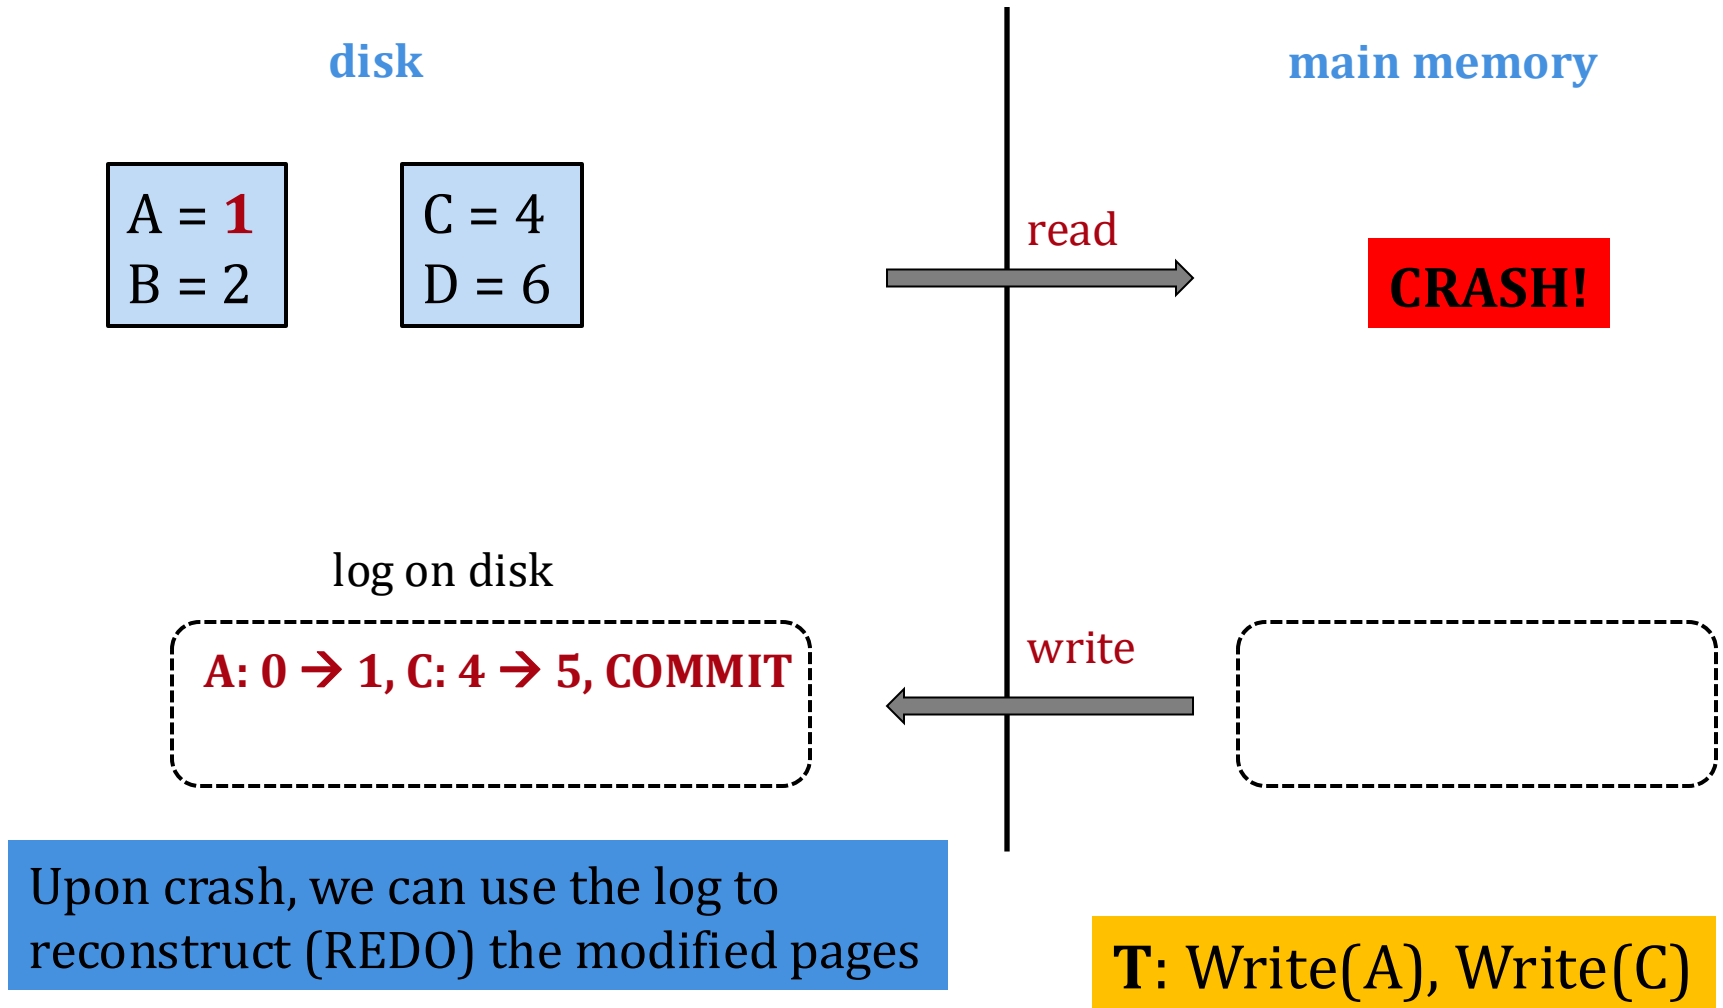 disk
main memory
A = 1
B = 2
C = 4
D = 6
read
CRASH!
log on disk
A: 0 → 1, C: 4 → 5, COMMIT
write
Upon crash, we can use the log to
reconstruct (REDO) the modified pages
T: Write(A), Write(C)